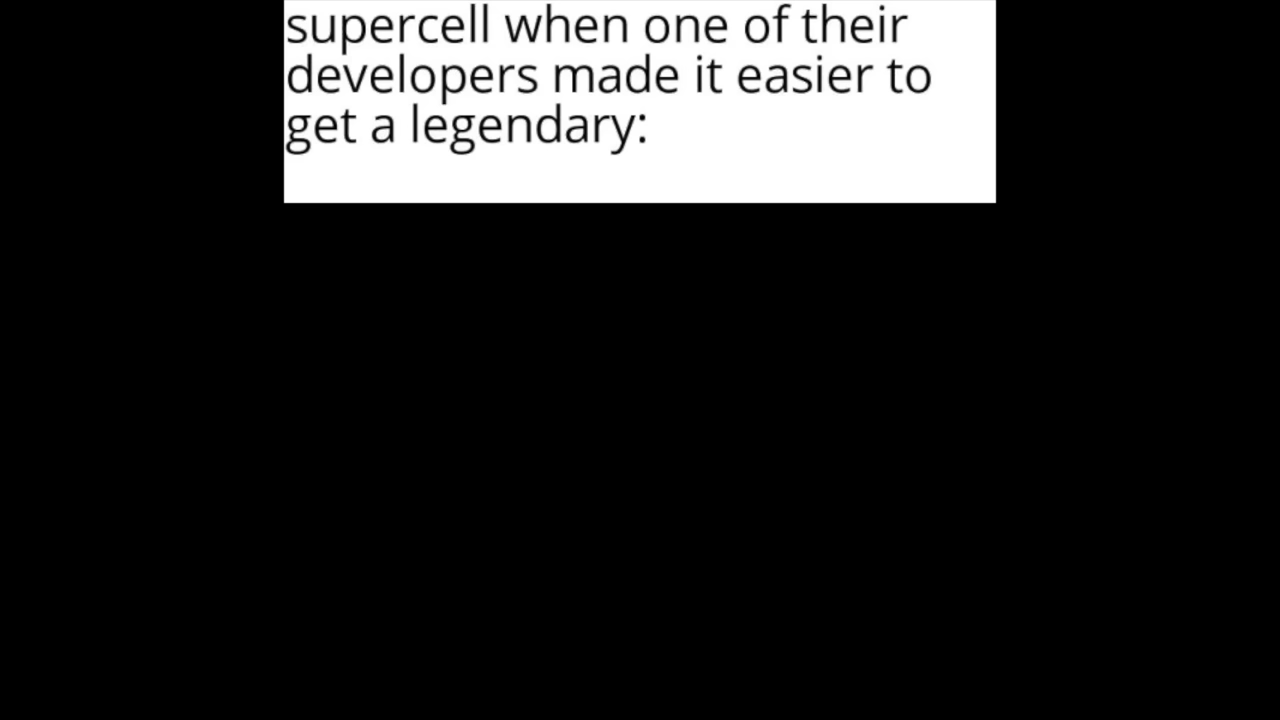 supercell when one of their
developers made it easier to
get a legendary: